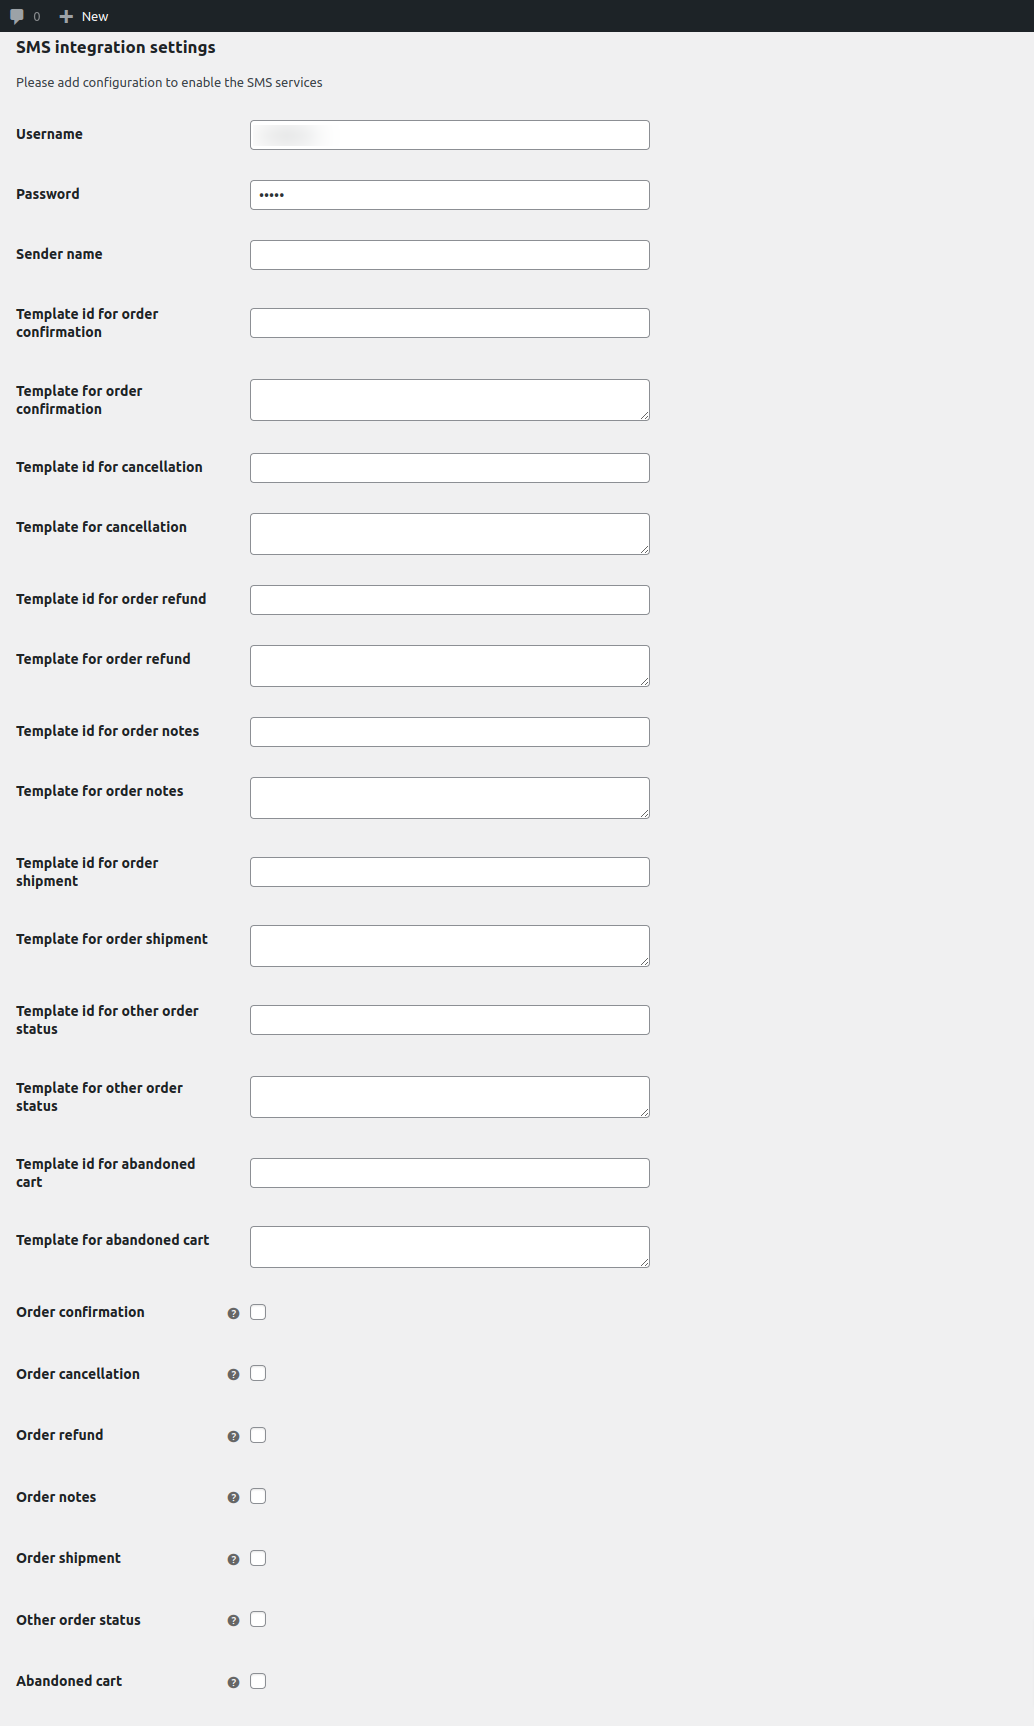 0 New
SMS integration settings
Please add configuration to enable the SMS services
Username
Password
•••••
Sender name
Template id for order
confirmation
Template for order
confirmation
Template id for cancellation
Template for cancellation
Template id for order refund
Template for order refund
Template id for order notes
Template for order notes
Template id for order
shipment
Template for order shipment
Template id for other order
status
Template for other order
status
Template id for abandoned
cart
Template for abandoned cart
Order confirmation ?
Order cancellation ?
Order refund ?
Order notes ?
Order shipment ?
Other order status ?
Abandoned cart ?